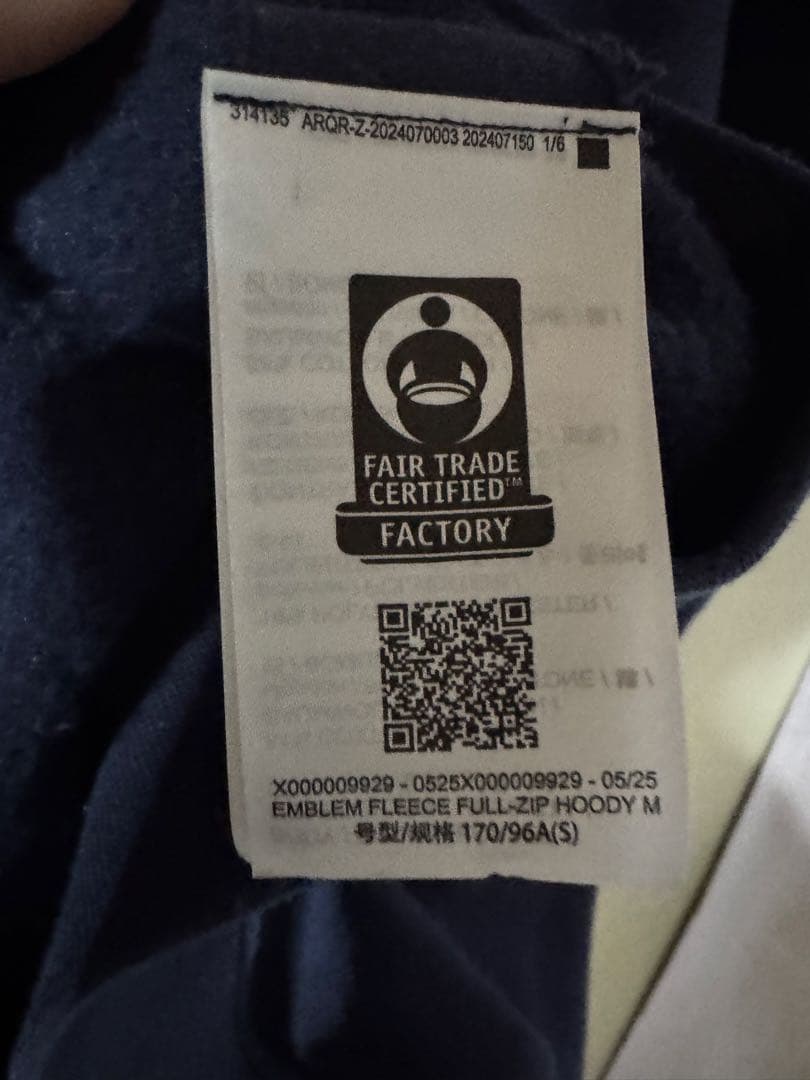 314135 ARQR-Z-2024070003 202407150 1/6
FAIR TRADE
CERTIFIED™
FACTORY
X000009929 - 0525X000009929 - 05/25
EMBLEM FLEECE FULL-ZIP HOODY M
号型/规格 170/96A(S)